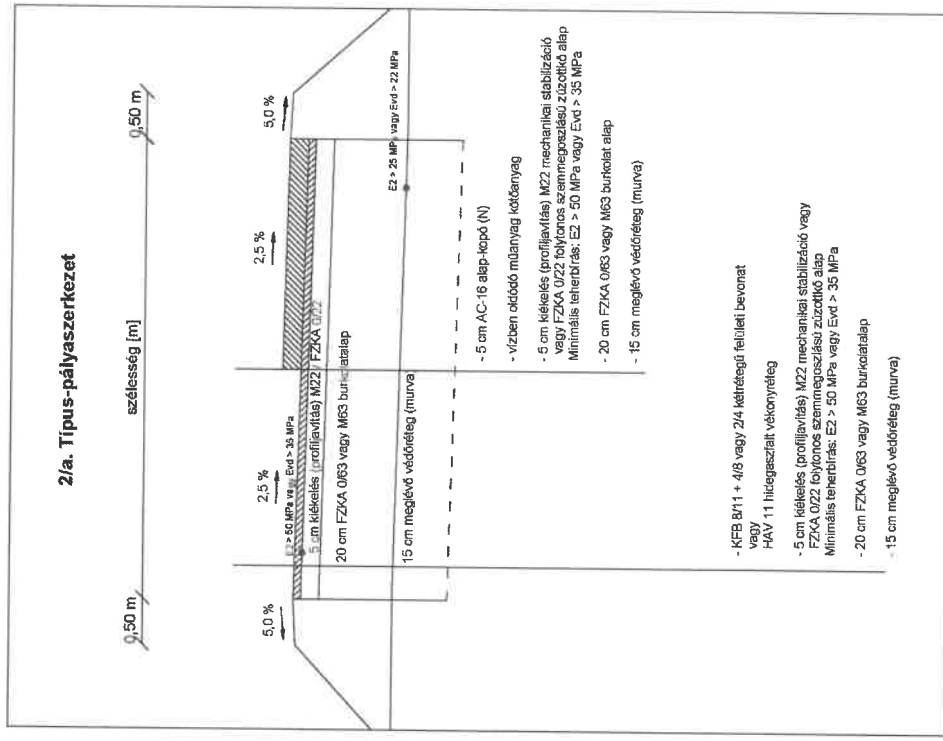 2/a. Típus-pályaszerkezet
szélesség [m]
0,50 m
0,50 m
5,0 %
2,5 %
2,5 %
5,0 %
E2 > 50 MPa vagy Evd > 35 MPa
5 cm kiékelés (profiljavítás) M22 / FZKA 0/22
20 cm FZKA 0/63 vagy M63 burkolatalap
15 cm meglévő védőréteg (murva)
E2 > 25 MPa vagy Evd > 22 MPa
- 5 cm AC-16 alap-kopó (N)
- vízben oldódó műanyag kötőanyag
- 5 cm kiékelés (profiljavítás) M22 mechanikai stabilizáció
vagy FZKA 0/22 folytonos szemmegoszlású zúzottkő alap
Minimális teherbírás: E2 > 50 MPa vagy Evd > 35 MPa
- 20 cm FZKA 0/63 vagy M63 burkolat alap
- 15 cm meglévő védőréteg (murva)
- KFB 8/11 + 4/8 vagy 2/4 kétrétegű felületi bevonat
vagy
HAV 11 hidegaszfalt vékonyréteg
- 5 cm kiékelés (profiljavítás) M22 mechanikai stabilizáció vagy
FZKA 0/22 folytonos szemmegoszlású zúzottkő alap
Minimális teherbírás: E2 > 50 MPa vagy Evd > 35 MPa
- 20 cm FZKA 0/63 vagy M63 burkolatalap
- 15 cm meglévő védőréteg (murva)